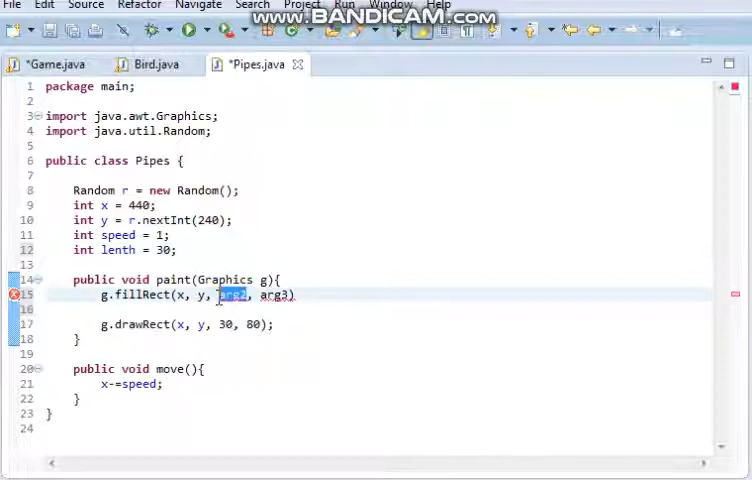 File Edit Source Refactor Navigate Search Project Run Window Help
www.BANDICAM.com
*Game.java Bird.java *Pipes.java
1 package main;
2
3 import java.awt.Graphics;
4 import java.util.Random;
5
6 public class Pipes {
7
8 Random r = new Random();
9 int x = 440;
10 int y = r.nextInt(240);
11 int speed = 1;
12 int lenth = 30;
13
14 public void paint(Graphics g){
15 g.fillRect(x, y, arg2, arg3)
16
17 g.drawRect(x, y, 30, 80);
18 }
19
20 public void move(){
21 x-=speed;
22 }
23 }
24